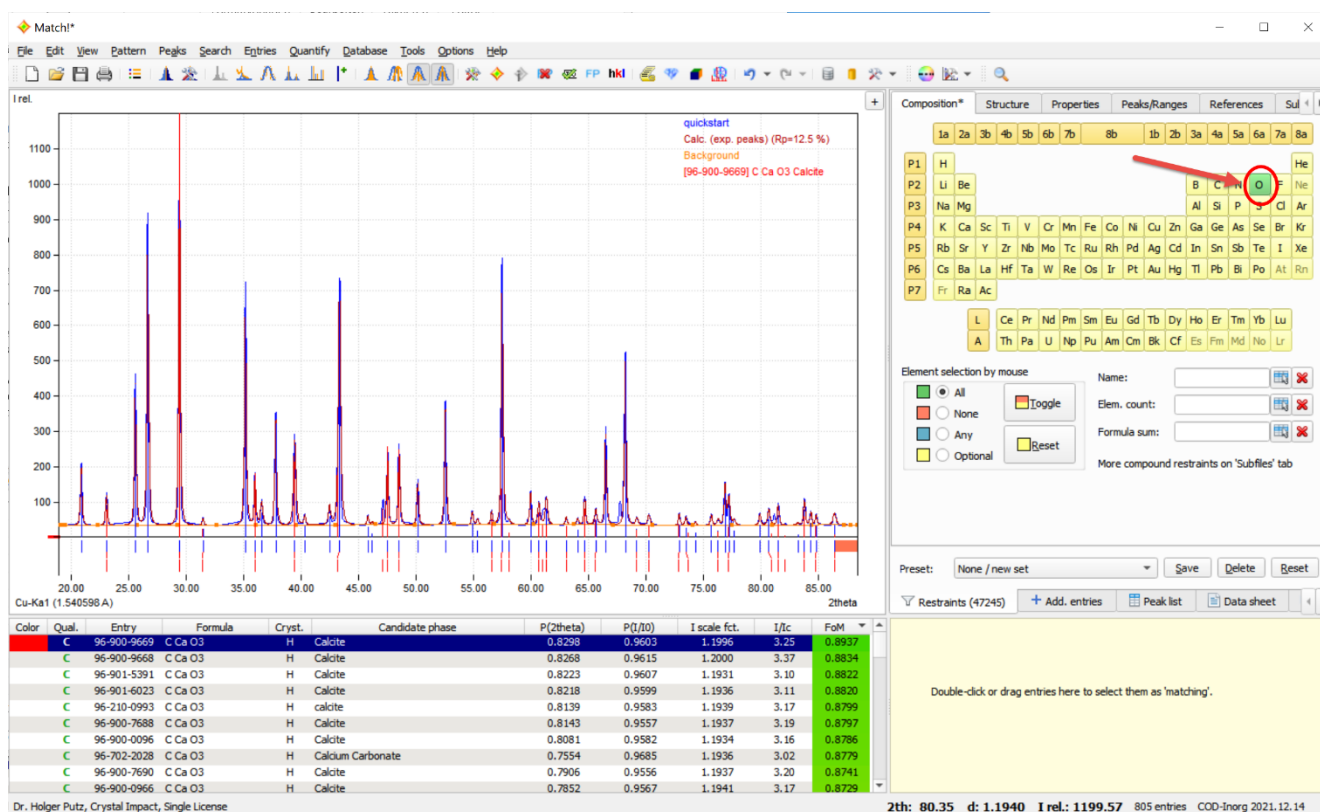 Match!*
File Edit View Pattern Peaks Search Entries Quantify Database Tools Options Help
FP hkl
I rel.
+
quickstart
Calc. (exp. peaks) (Rp=12.5 %)
Background
[96-900-9669] C Ca O3 Calcite
1100
1000
900
800
700
600
500
400
300
200
100
20.00 25.00 30.00 35.00 40.00 45.00 50.00 55.00 60.00 65.00 70.00 75.00 80.00 85.00
Cu-Ka1 (1.540598 A) 2theta
Composition* Structure Properties Peaks/Ranges References Sul
1a 2a 3b 4b 5b 6b 7b 8b 1b 2b 3a 4a 5a 6a 7a 8a
P1 H He
P2 Li Be B C N O F Ne
P3 Na Mg Al Si P S Cl Ar
P4 K Ca Sc Ti V Cr Mn Fe Co Ni Cu Zn Ga Ge As Se Br Kr
P5 Rb Sr Y Zr Nb Mo Tc Ru Rh Pd Ag Cd In Sn Sb Te I Xe
P6 Cs Ba La Hf Ta W Re Os Ir Pt Au Hg Tl Pb Bi Po At Rn
P7 Fr Ra Ac
L Ce Pr Nd Pm Sm Eu Gd Tb Dy Ho Er Tm Yb Lu
A Th Pa U Np Pu Am Cm Bk Cf Es Fm Md No Lr
Element selection by mouse
All
None
Any
Optional
Toggle
Reset
Name:
Elem. count:
Formula sum:
More compound restraints on 'Subfiles' tab
Preset: None / new set Save Delete Reset
Restraints (47245) Add. entries Peak list Data sheet
Double-click or drag entries here to select them as 'matching'.
Color Qual. Entry Formula Cryst. Candidate phase P(2theta) P(I/I0) I scale fct. I/Ic FoM
C 96-900-9669 C Ca O3 H Calcite 0.8298 0.9603 1.1996 3.25 0.8937
C 96-900-9668 C Ca O3 H Calcite 0.8268 0.9615 1.2000 3.37 0.8834
C 96-901-5391 C Ca O3 H Calcite 0.8223 0.9607 1.1931 3.10 0.8822
C 96-901-6023 C Ca O3 H Calcite 0.8218 0.9599 1.1936 3.11 0.8820
C 96-210-0993 C Ca O3 H calcite 0.8139 0.9583 1.1939 3.17 0.8799
C 96-900-7688 C Ca O3 H Calcite 0.8143 0.9557 1.1937 3.19 0.8797
C 96-900-0096 C Ca O3 H Calcite 0.8081 0.9582 1.1934 3.16 0.8786
C 96-702-2028 C Ca O3 H Calcium Carbonate 0.7554 0.9685 1.1936 3.02 0.8779
C 96-900-7690 C Ca O3 H Calcite 0.7906 0.9556 1.1937 3.20 0.8741
C 96-900-0966 C Ca O3 H Calcite 0.7852 0.9567 1.1941 3.17 0.8729
Dr. Holger Putz, Crystal Impact, Single License
2th: 80.35 d: 1.1940 I rel.: 1199.57 805 entries COD-Inorg 2021.12.14